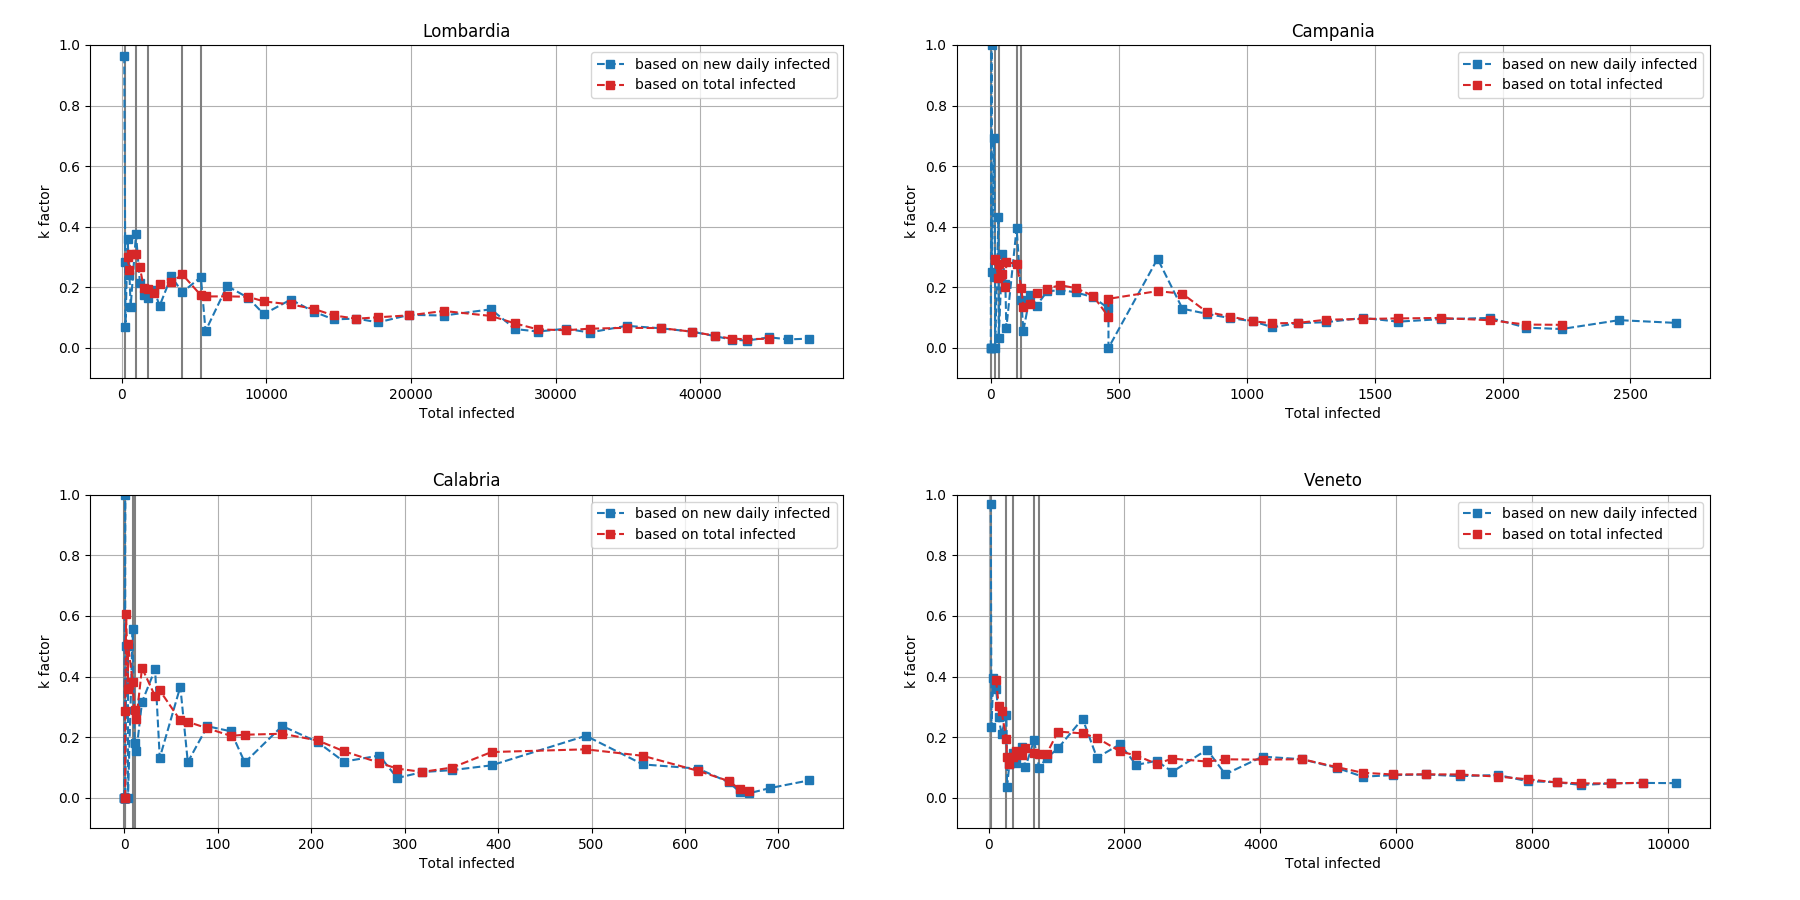 Lombardia
k factor
1.0
0.8
0.6
0.4
0.2
0.0
based on new daily infected
based on total infected
0 10000 20000 30000 40000
Total infected
Campania
k factor
1.0
0.8
0.6
0.4
0.2
0.0
based on new daily infected
based on total infected
0 500 1000 1500 2000 2500
Total infected
Calabria
k factor
1.0
0.8
0.6
0.4
0.2
0.0
based on new daily infected
based on total infected
0 100 200 300 400 500 600 700
Total infected
Veneto
k factor
1.0
0.8
0.6
0.4
0.2
0.0
based on new daily infected
based on total infected
0 2000 4000 6000 8000 10000
Total infected